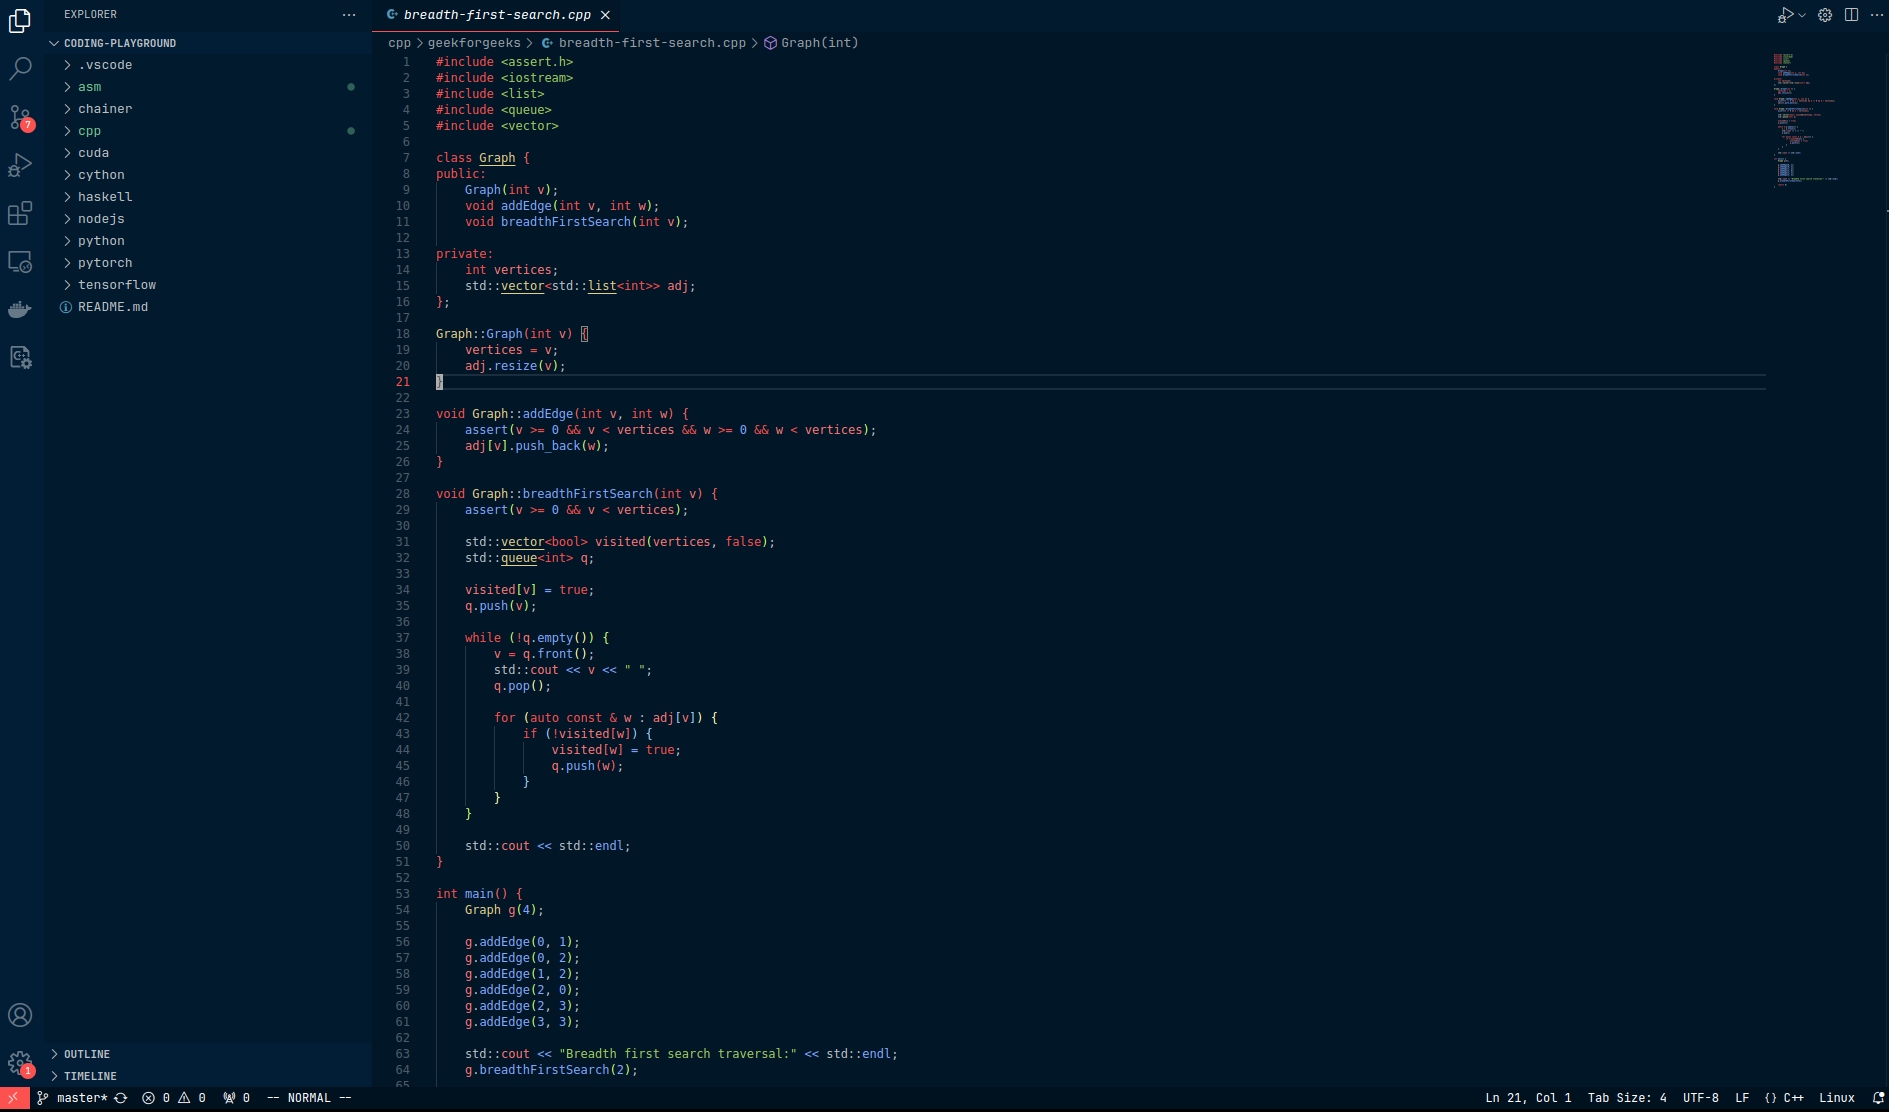 EXPLORER
CODING-PLAYGROUND
.vscode
asm
chainer
cpp
cuda
cython
haskell
nodejs
python
pytorch
tensorflow
README.md
OUTLINE
TIMELINE
7
1
breadth-first-search.cpp
cpp > geekforgeeks > breadth-first-search.cpp > Graph(int)
1 #include <assert.h>
2 #include <iostream>
3 #include <list>
4 #include <queue>
5 #include <vector>
6
7 class Graph {
8 public:
9     Graph(int v);
10     void addEdge(int v, int w);
11     void breadthFirstSearch(int v);
12
13 private:
14     int vertices;
15     std::vector<std::list<int>> adj;
16 };
17
18 Graph::Graph(int v) {
19     vertices = v;
20     adj.resize(v);
21 }
22
23 void Graph::addEdge(int v, int w) {
24     assert(v >= 0 && v < vertices && w >= 0 && w < vertices);
25     adj[v].push_back(w);
26 }
27
28 void Graph::breadthFirstSearch(int v) {
29     assert(v >= 0 && v < vertices);
30
31     std::vector<bool> visited(vertices, false);
32     std::queue<int> q;
33
34     visited[v] = true;
35     q.push(v);
36
37     while (!q.empty()) {
38         v = q.front();
39         std::cout << v << " ";
40         q.pop();
41
42         for (auto const & w : adj[v]) {
43             if (!visited[w]) {
44                 visited[w] = true;
45                 q.push(w);
46             }
47         }
48     }
49
50     std::cout << std::endl;
51 }
52
53 int main() {
54     Graph g(4);
55
56     g.addEdge(0, 1);
57     g.addEdge(0, 2);
58     g.addEdge(1, 2);
59     g.addEdge(2, 0);
60     g.addEdge(2, 3);
61     g.addEdge(3, 3);
62
63     std::cout << "Breadth first search traversal:" << std::endl;
64     g.breadthFirstSearch(2);
65
master* 0 0 0 -- NORMAL -- Ln 21, Col 1 Tab Size: 4 UTF-8 LF {} C++ Linux